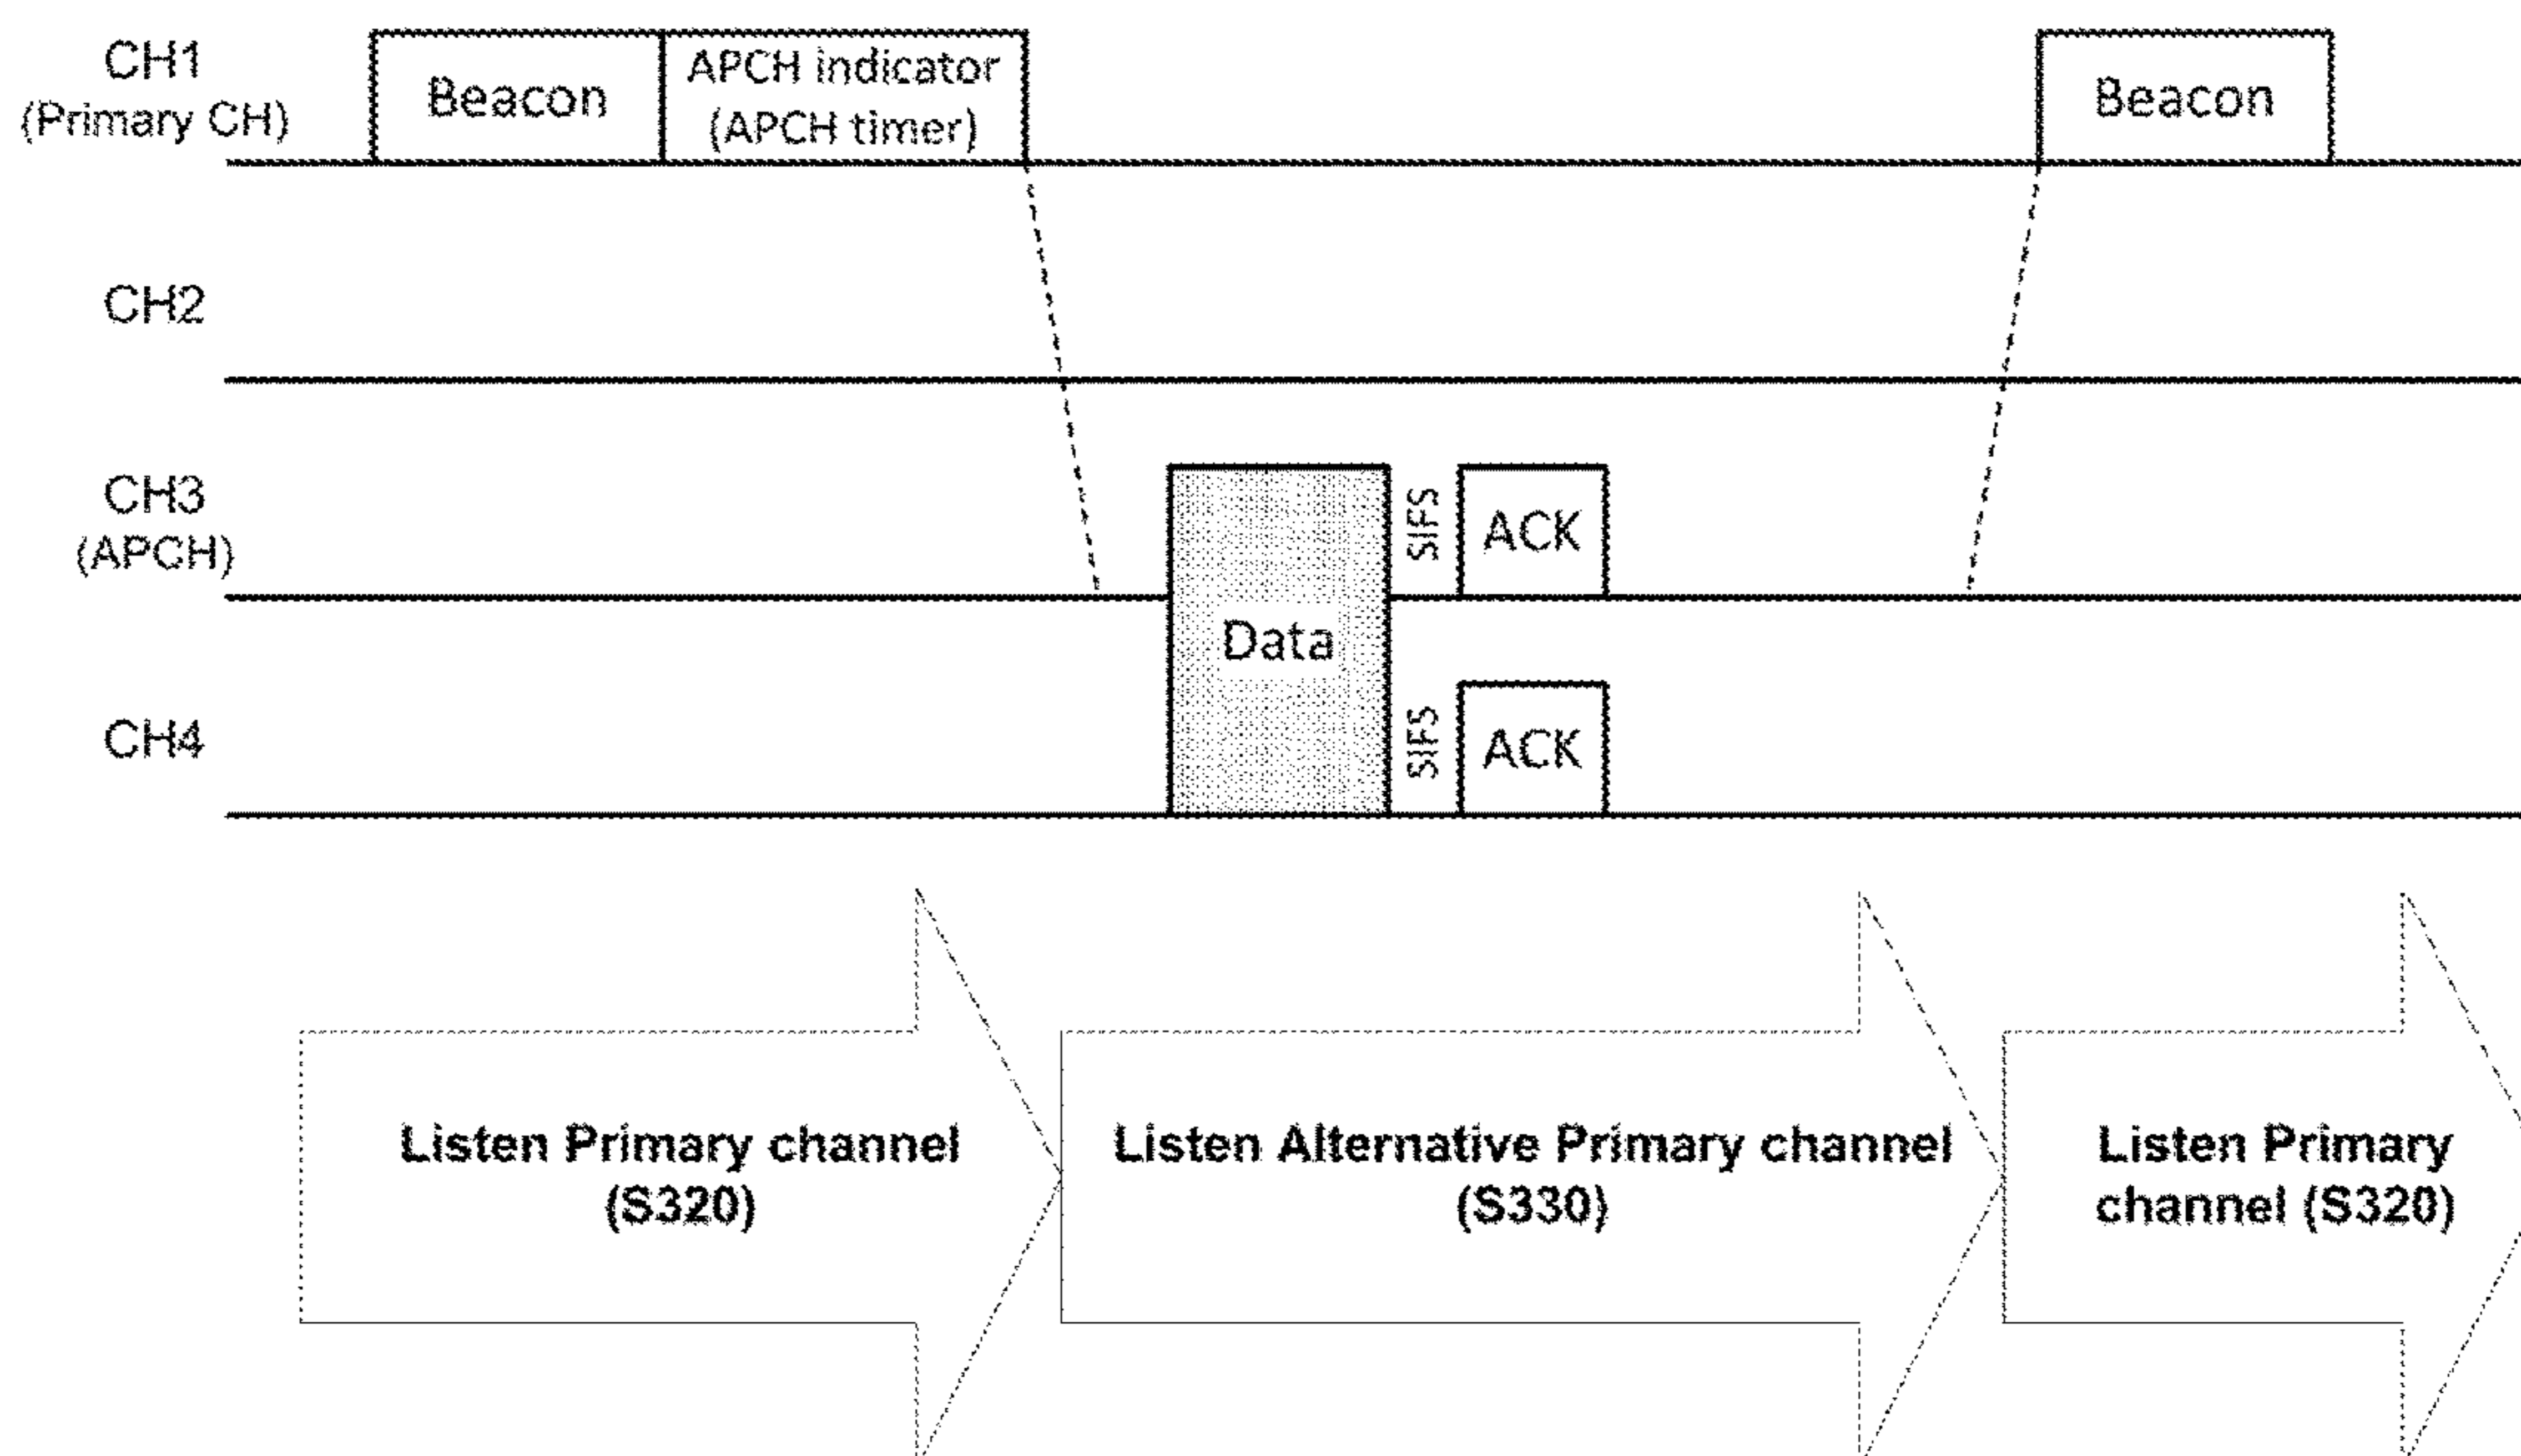 CH1
(Primary CH)
Beacon
APCH indicator
(APCH timer)
Beacon
CH2
CH3
(APCH)
SIFS
ACK
Data
CH4
SIFS
ACK
Listen Primary channel
(S320)
Listen Alternative Primary channel
(S330)
Listen Primary
channel (S320)